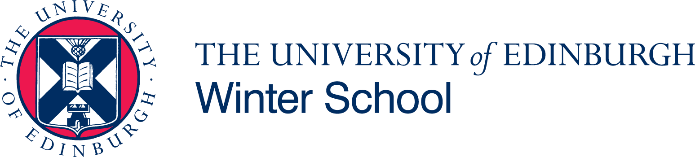 THE UNIVERSITY OF EDINBURGH
THE UNIVERSITY of EDINBURGH
Winter School